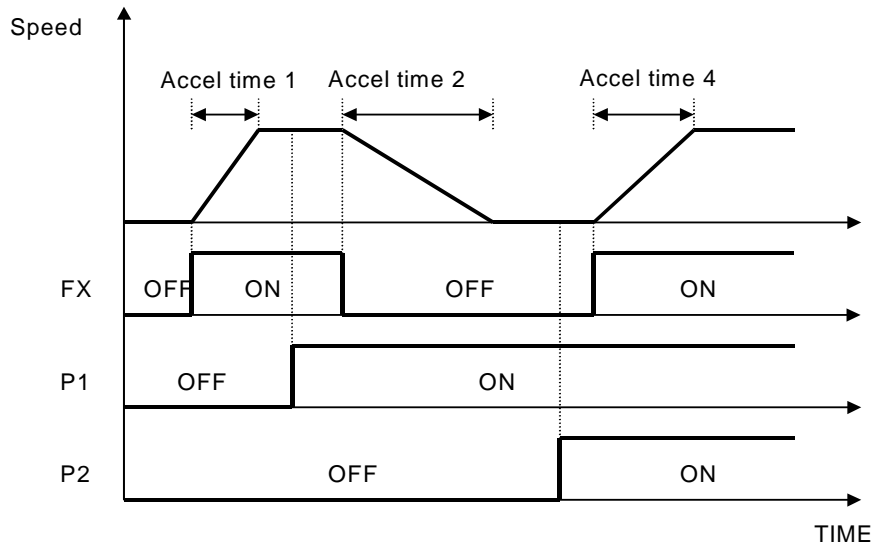 Speed
Accel time 1 Accel time 2 Accel time 4
FX OFF ON OFF ON
P1 OFF ON
P2 OFF ON
TIME